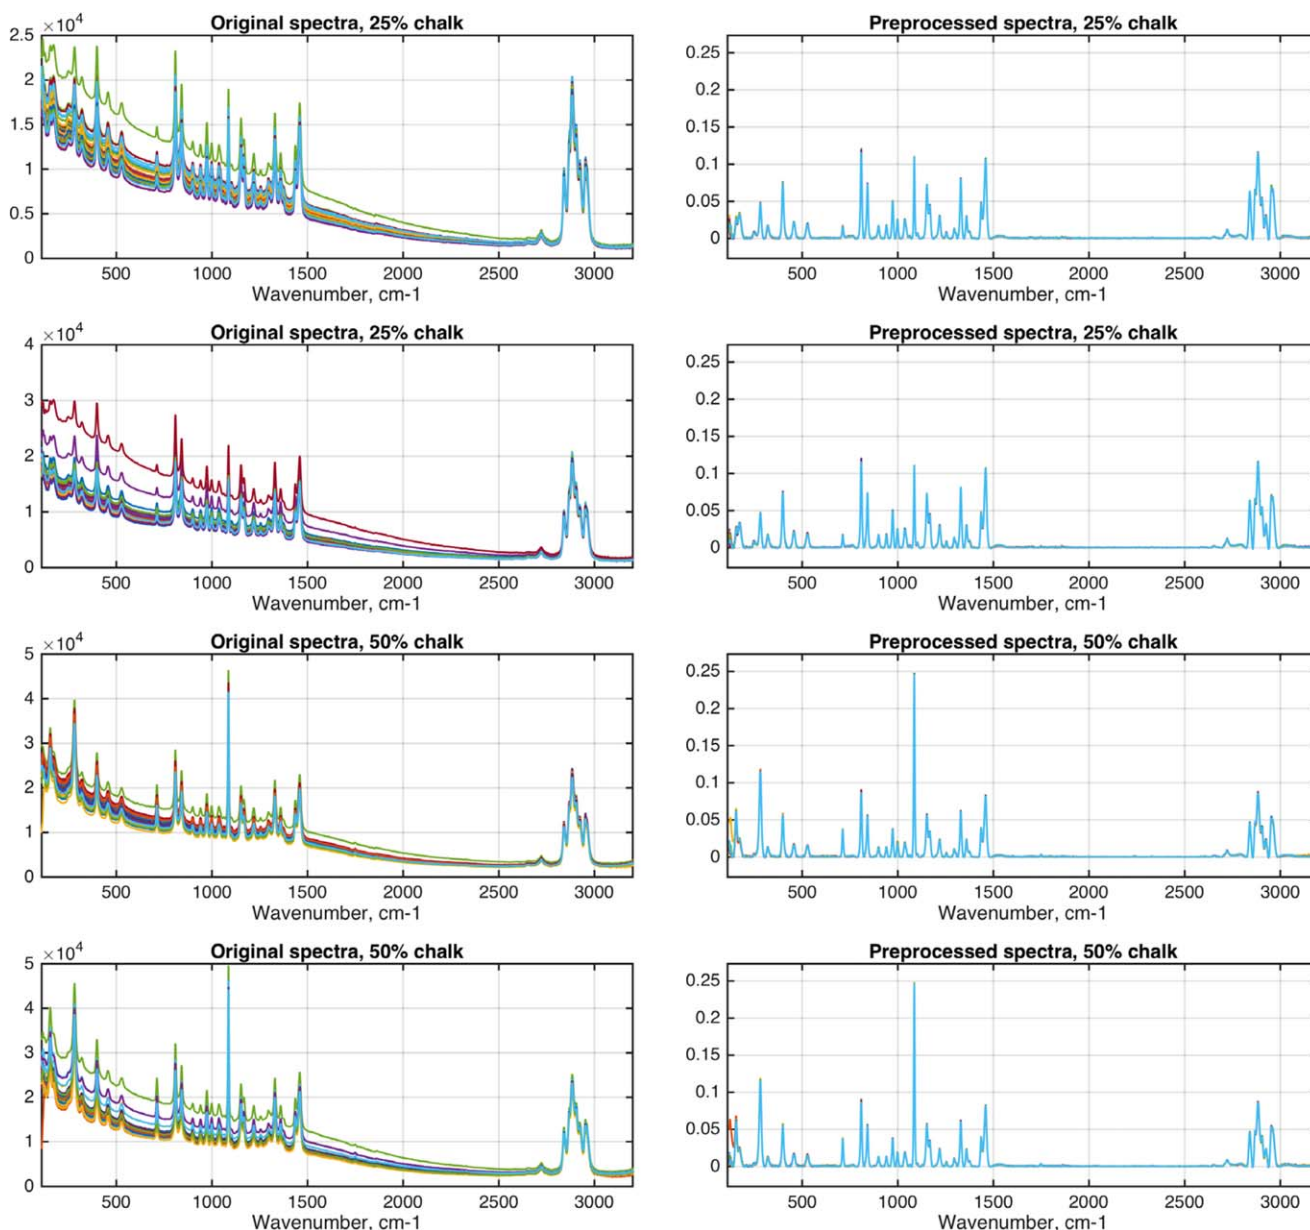 Original spectra, 25% chalk
×10⁴
2.5
2
1.5
1
0.5
0
500 1000 1500 2000 2500 3000
Wavenumber, cm-1
Preprocessed spectra, 25% chalk
0.25
0.2
0.15
0.1
0.05
0
500 1000 1500 2000 2500 3000
Wavenumber, cm-1
Original spectra, 25% chalk
×10⁴
4
3
2
1
0
500 1000 1500 2000 2500 3000
Wavenumber, cm-1
Preprocessed spectra, 25% chalk
0.25
0.2
0.15
0.1
0.05
0
500 1000 1500 2000 2500 3000
Wavenumber, cm-1
Original spectra, 50% chalk
×10⁴
5
4
3
2
1
0
500 1000 1500 2000 2500 3000
Wavenumber, cm-1
Preprocessed spectra, 50% chalk
0.25
0.2
0.15
0.1
0.05
0
500 1000 1500 2000 2500 3000
Wavenumber, cm-1
Original spectra, 50% chalk
×10⁴
5
4
3
2
1
0
500 1000 1500 2000 2500 3000
Wavenumber, cm-1
Preprocessed spectra, 50% chalk
0.25
0.2
0.15
0.1
0.05
0
500 1000 1500 2000 2500 3000
Wavenumber, cm-1